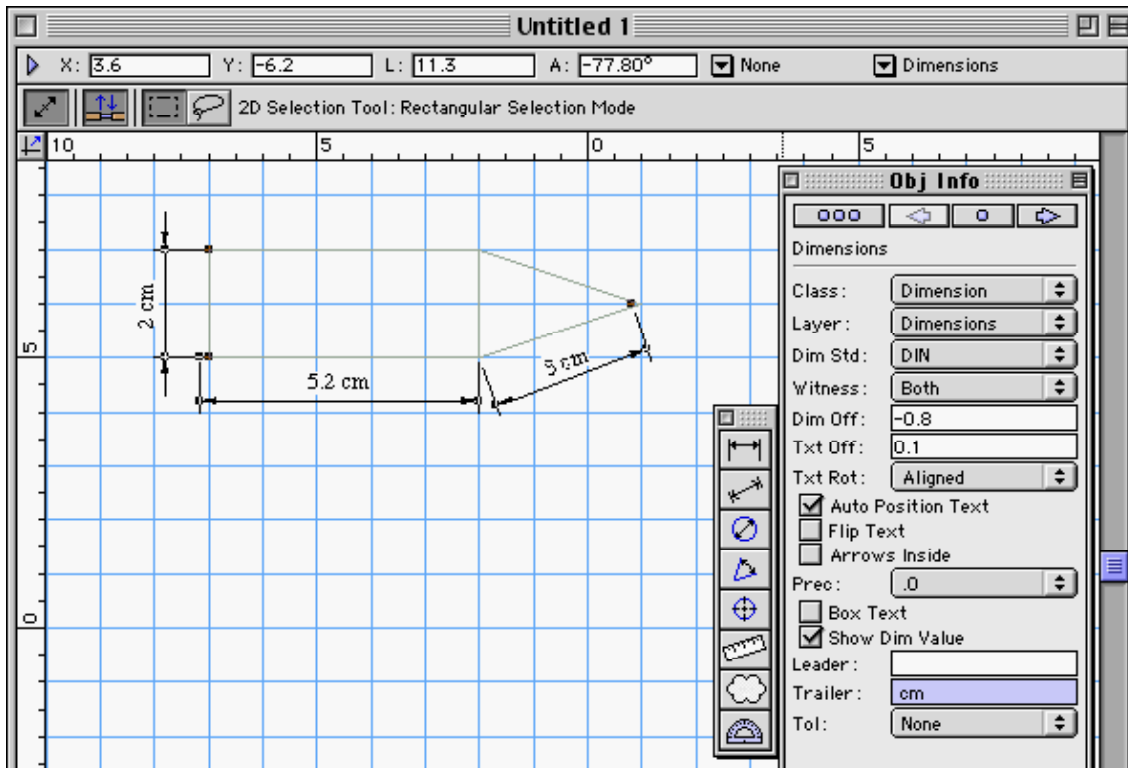 Untitled 1
X: 3.6 Y: -6.2 L: 11.3 A: -77.80° None Dimensions
2D Selection Tool: Rectangular Selection Mode
10 5 0 5
Obj Info
Dimensions
Class: Dimension
Layer: Dimensions
Dim Std: DIN
Witness: Both
Dim Off: -0.8
Txt Off: 0.1
Txt Rot: Aligned
Auto Position Text
Flip Text
Arrows Inside
Prec: .0
Box Text
Show Dim Value
Leader:
Trailer: cm
Tol: None
2 cm
5.2 cm
5 cm
5
0